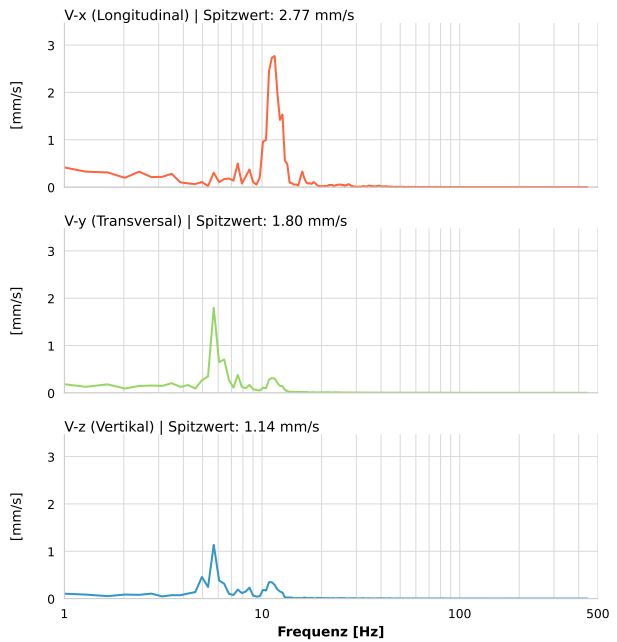 V-x (Longitudinal) | Spitzwert: 2.77 mm/s
3
[mm/s]
2
1
0
V-y (Transversal) | Spitzwert: 1.80 mm/s
3
[mm/s]
2
1
0
V-z (Vertikal) | Spitzwert: 1.14 mm/s
3
[mm/s]
2
1
0
1 10 100 500
Frequenz [Hz]